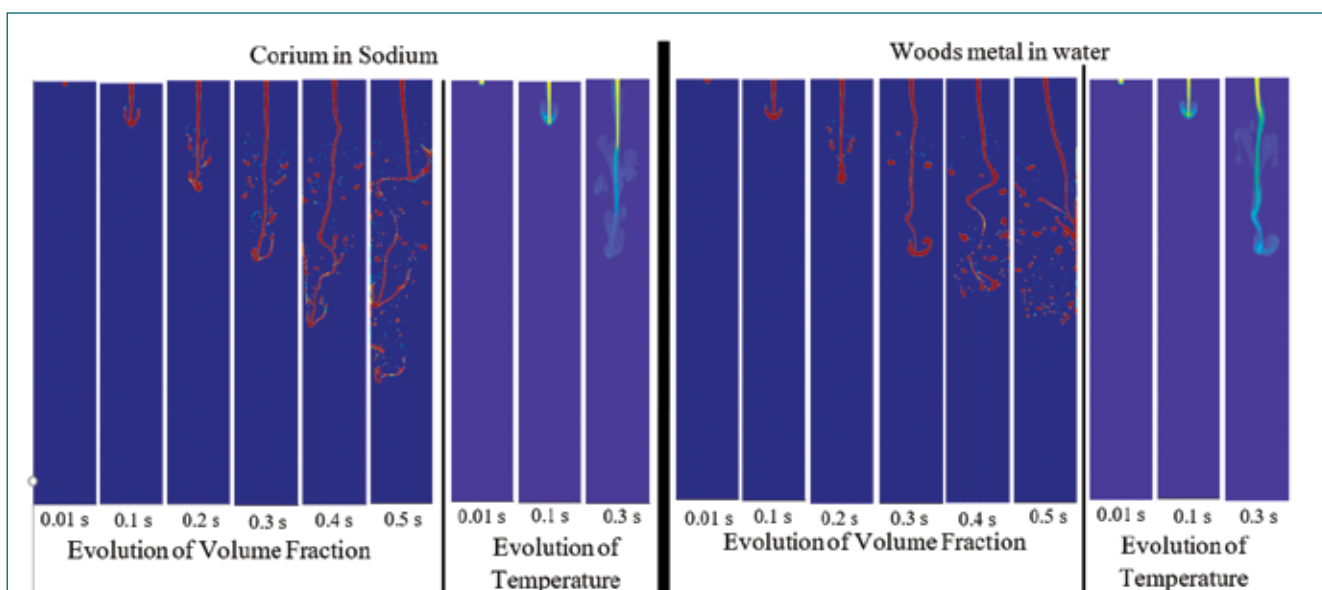 Corium in Sodium
Woods metal in water
0.01 s 0.1 s 0.2 s 0.3 s 0.4 s 0.5 s
Evolution of Volume Fraction
0.01 s 0.1 s 0.3 s
Evolution of
Temperature
0.01 s 0.1 s 0.2 s 0.3 s 0.4 s 0.5 s
Evolution of Volume Fraction
0.01 s 0.1 s 0.3 s
Evolution of
Temperature